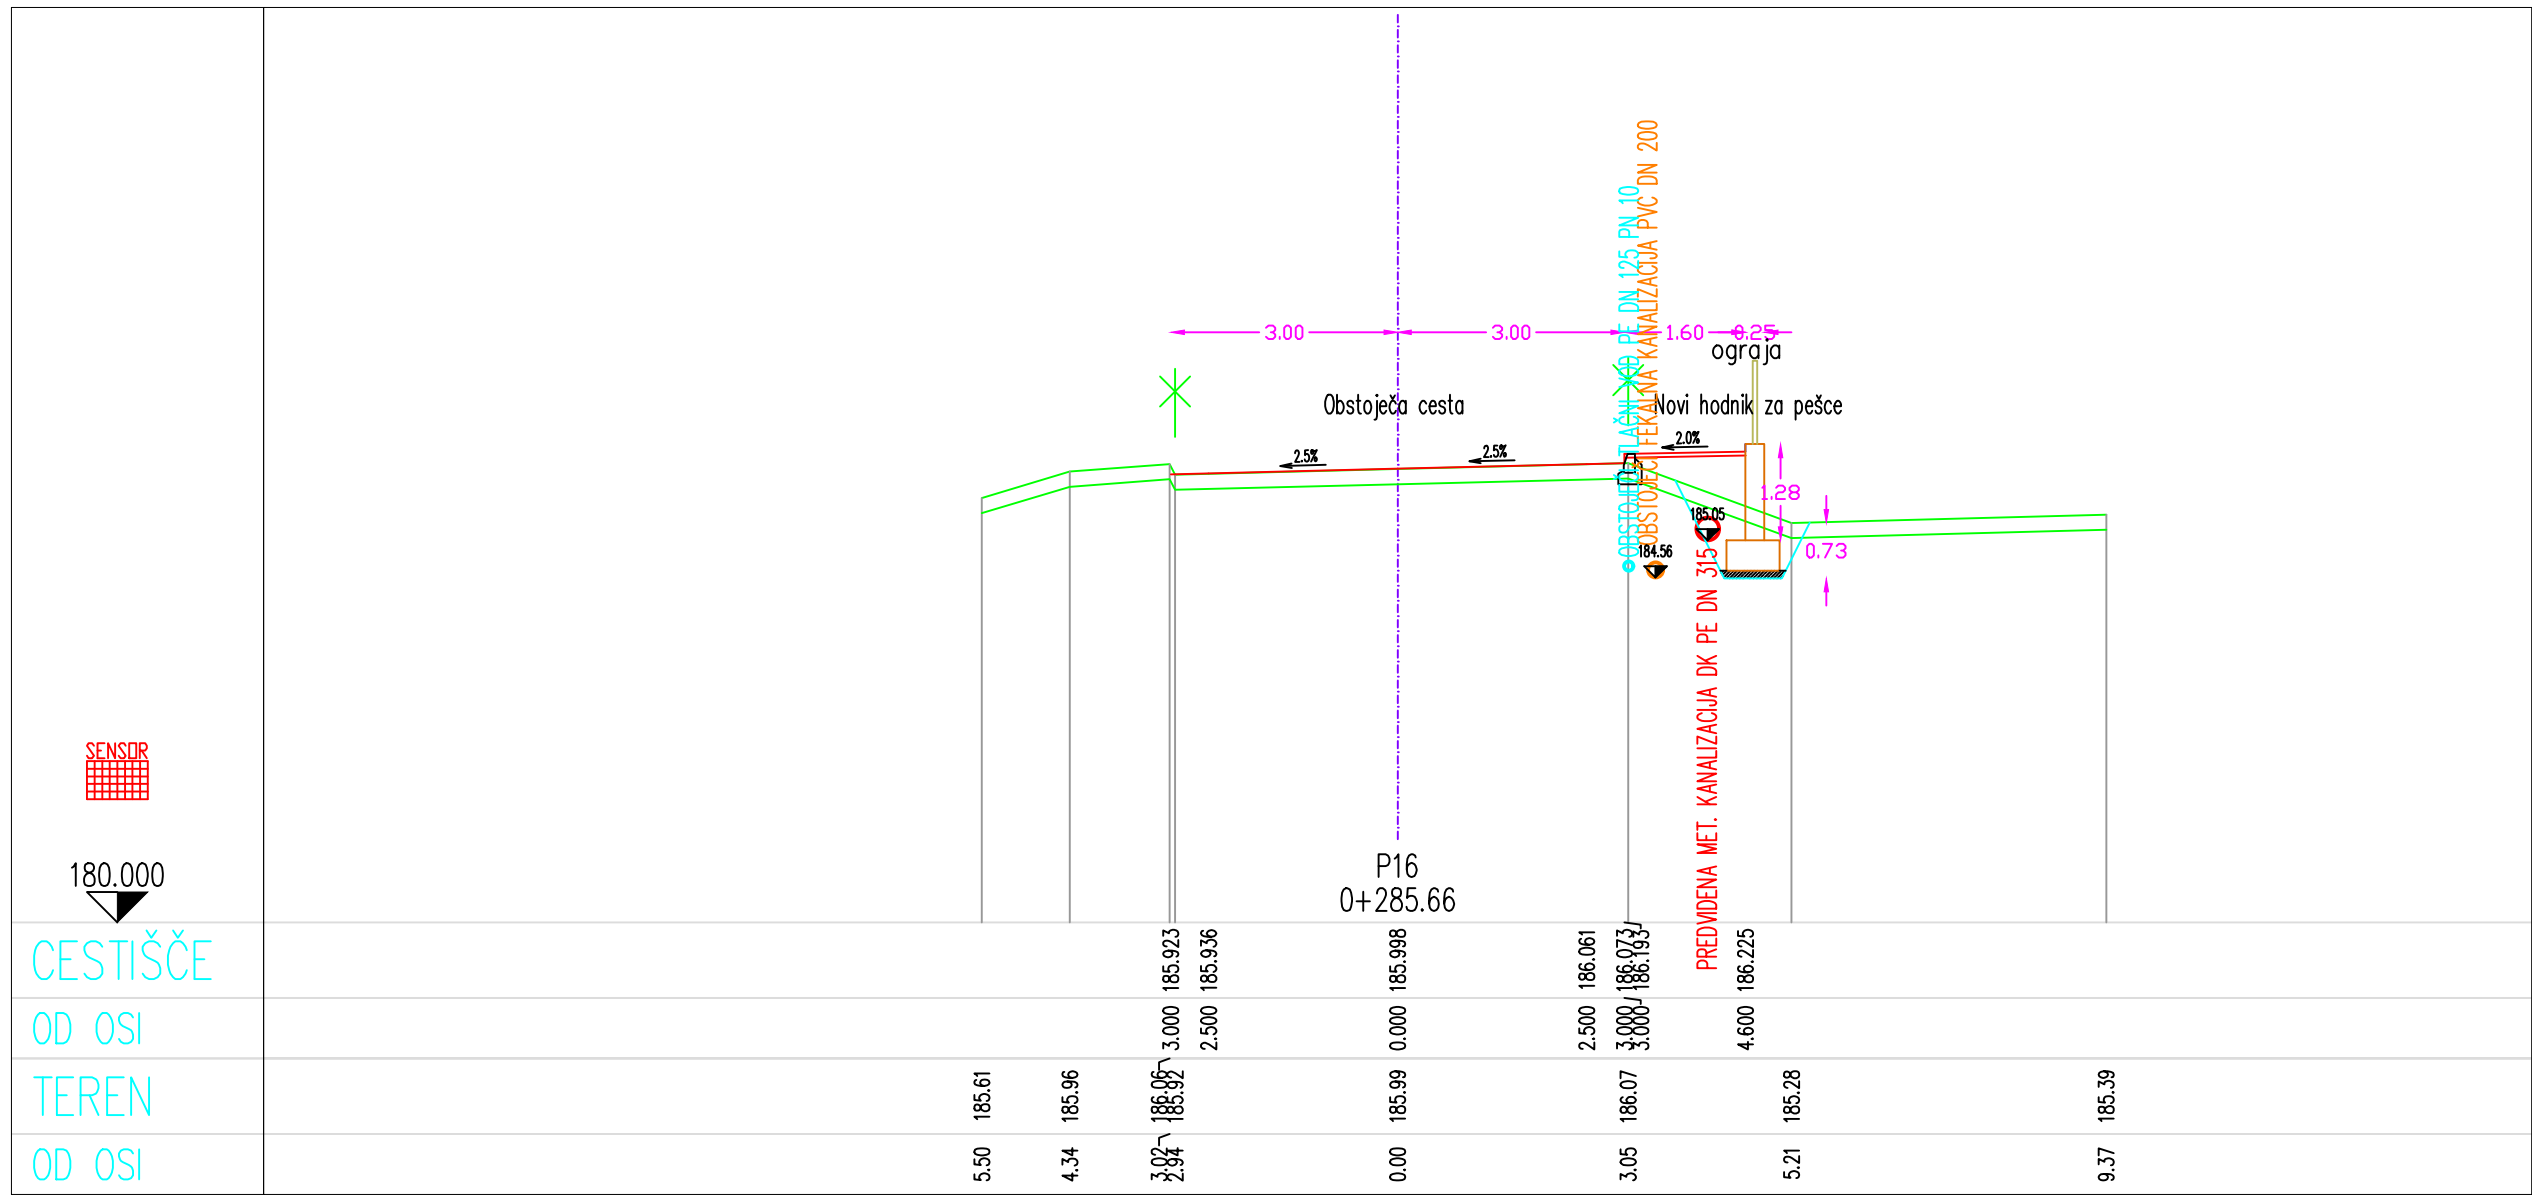 OBSTOJEČA FEKALNA KANALIZACIJA PVC DN 200
OBSTOJEČI TLAČNI VOD PE DN 125 PN 10
3.00
3.00
1.60
0.25
ograja
Obstoječa cesta
Novi hodnik za pešce
2.5%
2.5%
2.0%
1.28
185.05
184.56
0.73
PREDVIDENA MET. KANALIZACIJA DK PE DN 315
SENSOR
180.000
P16
0+285.66
CESTIŠČE
185.923 185.936 185.998 186.061 186.073 186.193 186.225
OD OSI
3.000 2.500 0.000 2.500 3.000 3.000 4.600
TEREN
185.61 185.96 186.06 185.92 185.99 186.07 185.28 185.39
OD OSI
5.50 4.34 3.02 2.94 0.00 3.05 5.21 9.37